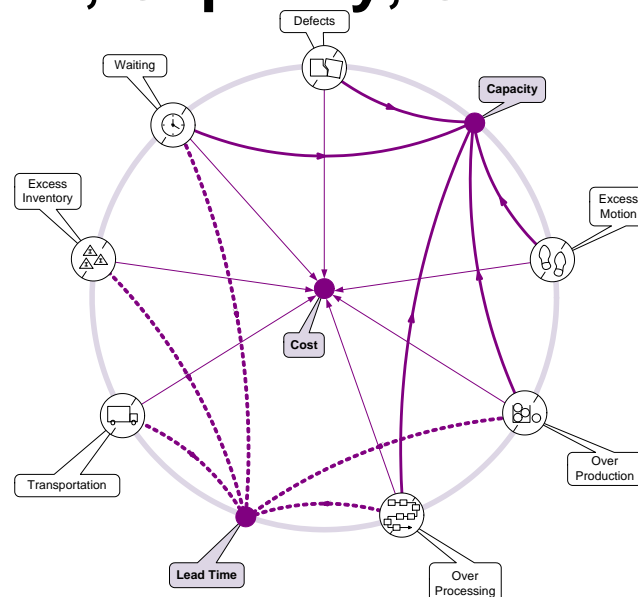 Defects
Waiting
Capacity
Excess
Inventory
Excess
Motion
Cost
Over
Production
Transportation
Lead Time
Over
Processing